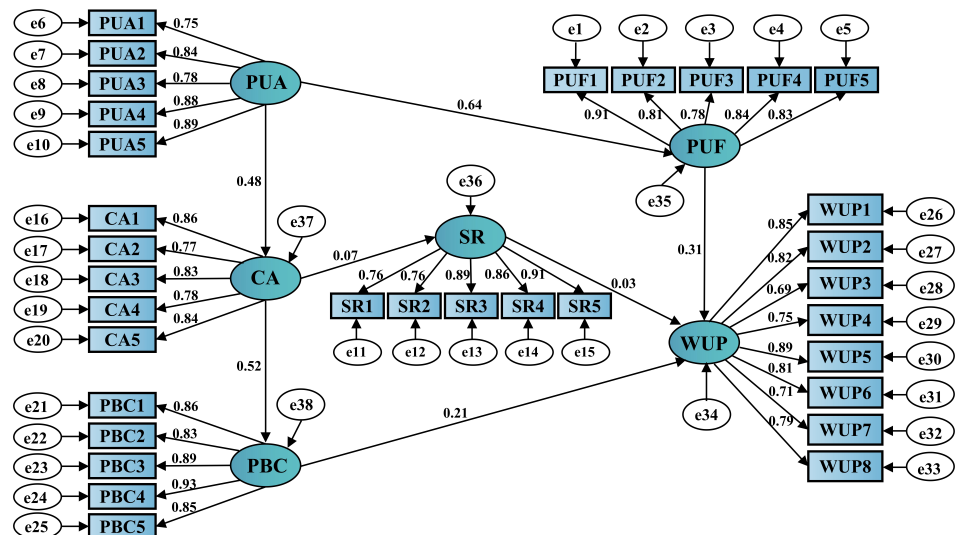 e6 PUA1 0.75
e7 PUA2 0.84
e8 PUA3 0.78
e9 PUA4 0.88
e10 PUA5 0.89
PUA
e1 e2 e3 e4 e5
PUF1 PUF2 PUF3 PUF4 PUF5
0.91 0.81 0.78 0.84 0.83
0.64
PUF
e35
0.48
e16 CA1 0.86
e17 CA2 0.77
e18 CA3 0.83
e19 CA4 0.78
e20 CA5 0.84
CA
e37
0.07
e36
SR
0.76 0.76 0.89 0.86 0.91
SR1 SR2 SR3 SR4 SR5
e11 e12 e13 e14 e15
0.03
0.31
WUP
e34
0.85 WUP1 e26
0.82 WUP2 e27
0.69 WUP3 e28
0.75 WUP4 e29
0.89 WUP5 e30
0.81 WUP6 e31
0.71 WUP7 e32
0.79 WUP8 e33
0.52
e21 PBC1 0.86
e22 PBC2 0.83
e23 PBC3 0.89
e24 PBC4 0.93
e25 PBC5 0.85
PBC
e38
0.21